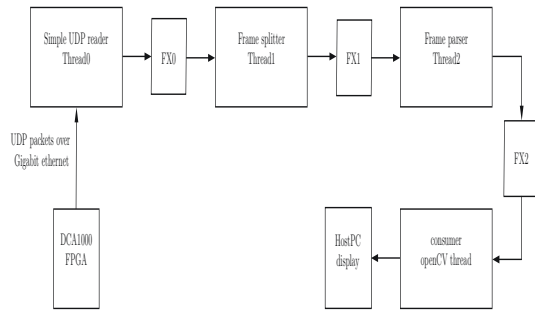 Simple UDP reader
Thread0
FX0
Frame splitter
Thread1
FX1
Frame parser
Thread2
UDP packets over
Gigabit ethernet
FX2
DCA1000
FPGA
HostPC
display
consumer
openCV thread